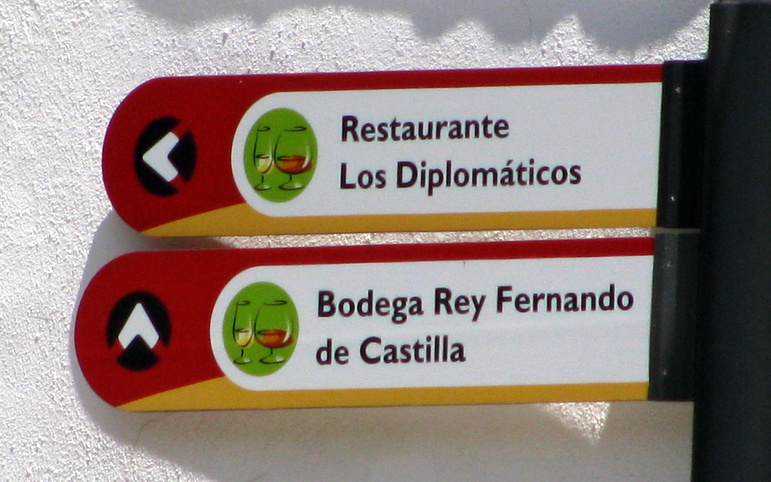 Restaurante
Los Diplomáticos
Bodega Rey Fernando
de Castilla